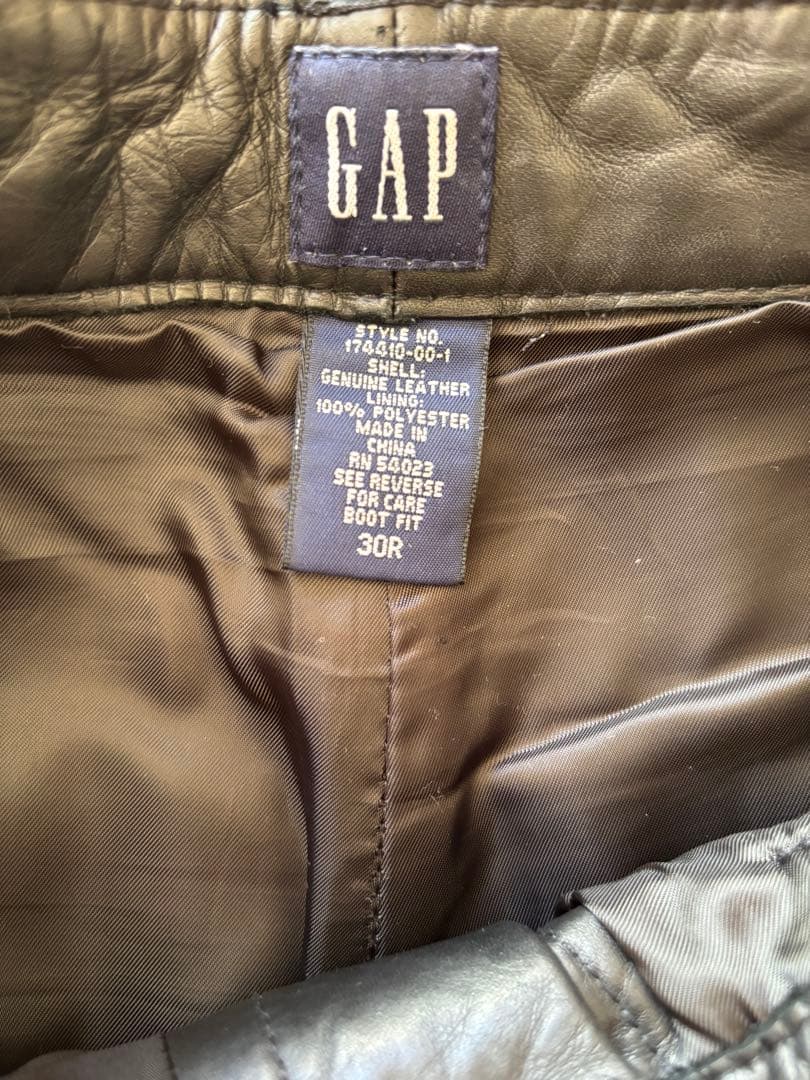 GAP
STYLE NO.
174410-00-1
SHELL:
GENUINE LEATHER
LINING:
100% POLYESTER
MADE IN
CHINA
RN 54023
SEE REVERSE
FOR CARE
BOOT FIT
30R